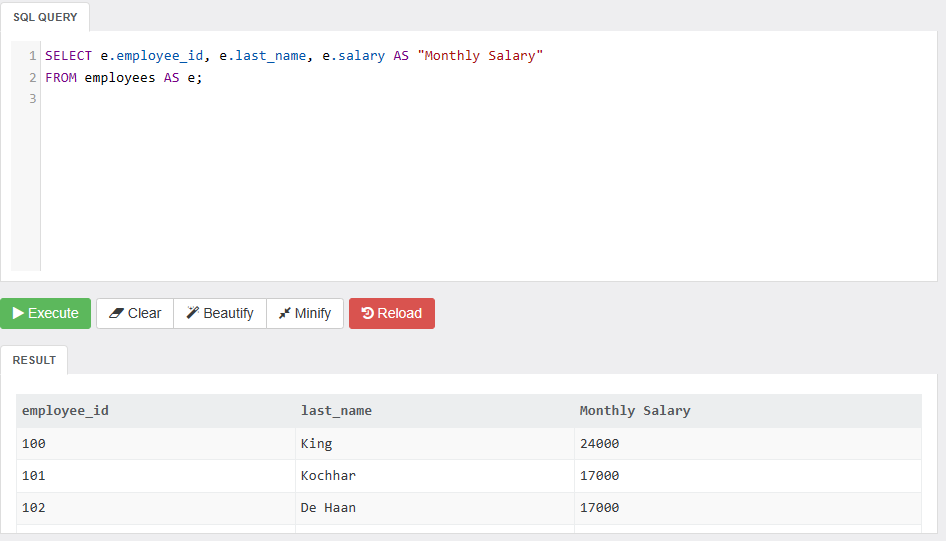 SQL QUERY
1 SELECT e.employee_id, e.last_name, e.salary AS "Monthly Salary"
2 FROM employees AS e;
3
Execute Clear Beautify Minify Reload
RESULT
employee_id last_name Monthly Salary
100 King 24000
101 Kochhar 17000
102 De Haan 17000